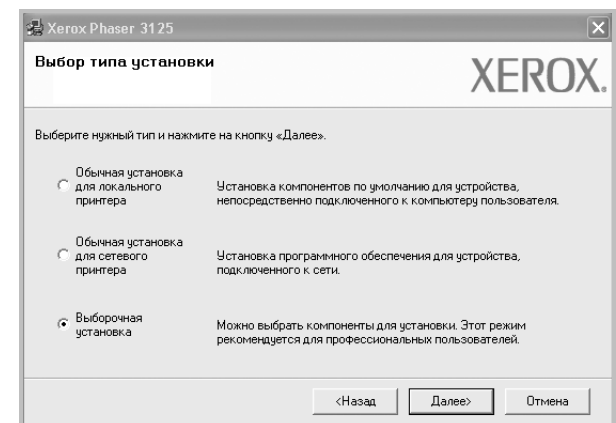 Xerox Phaser 3125
Выбор типа установки
XEROX.
Выберите нужный тип и нажмите на кнопку «Далее».
Обычная установка
для локального
принтера
Установка компонентов по умолчанию для устройства,
непосредственно подключенного к компьютеру пользователя.
Обычная установка
для сетевого
принтера
Установка программного обеспечения для устройства,
подключенного к сети.
Выборочная
установка
Можно выбрать компоненты для установки. Этот режим
рекомендуется для профессиональных пользователей.
<Назад
Далее>
Отмена